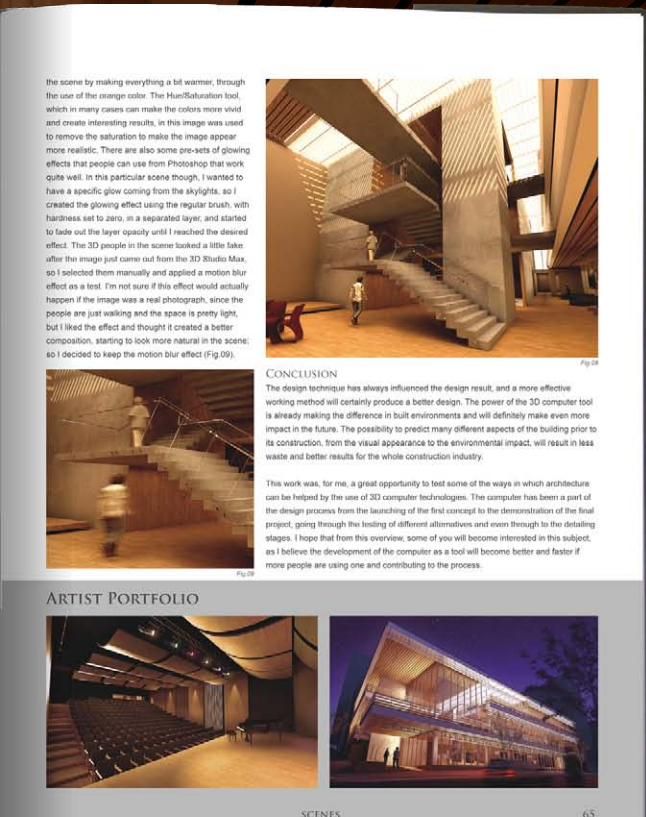 the scene by making everything a bit warmer, through
the use of the orange color. The Hue/Saturation tool,
which in many cases can make the colors more vivid
and create interesting results, in this image was used
to remove the saturation to make the image appear
more realistic. There are also some pre-sets of glowing
effects that people can use from Photoshop that work
quite well. In this particular scene though, I wanted to
have a specific glow coming from the skylights, so I
created the glowing effect using the regular brush, with
hardness set to zero, in a separated layer, and started
to fade out the layer opacity until I reached the desired
effect. The 3D people in the scene looked a little fake
after the image just came out from the 3D Studio Max,
so I selected them manually and applied a motion blur
effect as a test. I'm not sure if this effect would actually
happen if the image was a real photograph, since the
people are just walking and the space is pretty light,
but I liked the effect and thought it created a better
composition, starting to look more natural in the scene;
so I decided to keep the motion blur effect (Fig.09).
Fig.09
Fig.08
CONCLUSION
The design technique has always influenced the design result, and a more effective
working method will certainly produce a better design. The power of the 3D computer tool
is already making the difference in built environments and will definitely make even more
impact in the future. The possibility to predict many different aspects of the building prior to
its construction, from the visual appearance to the environmental impact, will result in less
waste and better results for the whole construction industry.
This work was, for me, a great opportunity to test some of the ways in which architecture
can be helped by the use of 3D computer technologies. The computer has been a part of
the design process from the launching of the first concept to the demonstration of the final
project, going through the testing of different alternatives and even through to the detailing
stages. I hope that from this overview, some of you will become interested in this subject,
as I believe the development of the computer as a tool will become better and faster if
more people are using one and contributing to the process.
ARTIST PORTFOLIO
SCENES
65